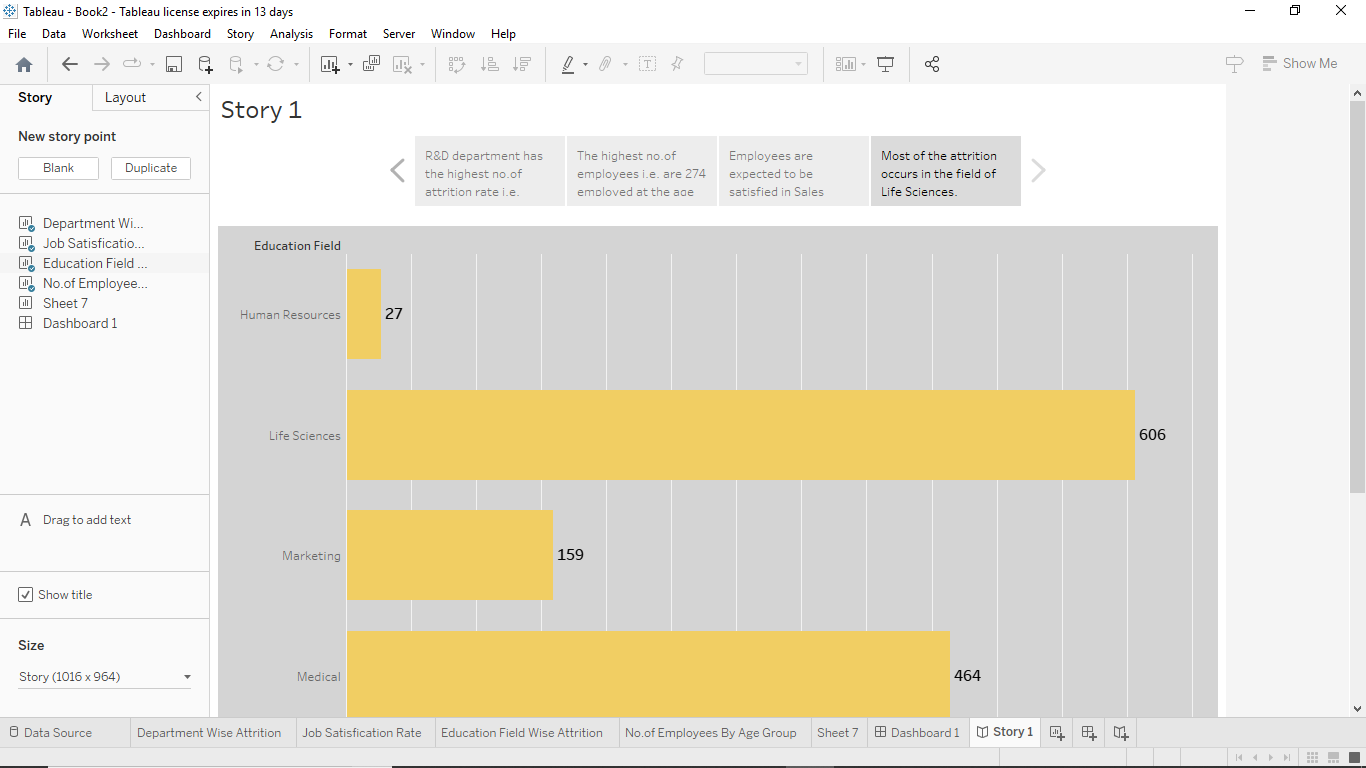 Tableau - Book2 - Tableau license expires in 13 days
File Data Worksheet Dashboard Story Analysis Format Server Window Help
Show Me
Story Layout
New story point
Blank Duplicate
Department Wi...
Job Satisfactio...
Education Field ...
No.of Employee...
Sheet 7
Dashboard 1
A Drag to add text
Show title
Size
Story (1016 x 964)
Story 1
R&D department has
the highest no.of
attrition rate i.e.
The highest no.of
employees i.e. are 274
employed at the age
Employees are
expected to be
satisfied in Sales
Most of the attrition
occurs in the field of
Life Sciences.
Education Field
Human Resources 27
Life Sciences 606
Marketing 159
Medical 464
Data Source Department Wise Attrition Job Satisfaction Rate Education Field Wise Attrition No.of Employees By Age Group Sheet 7 Dashboard 1 Story 1